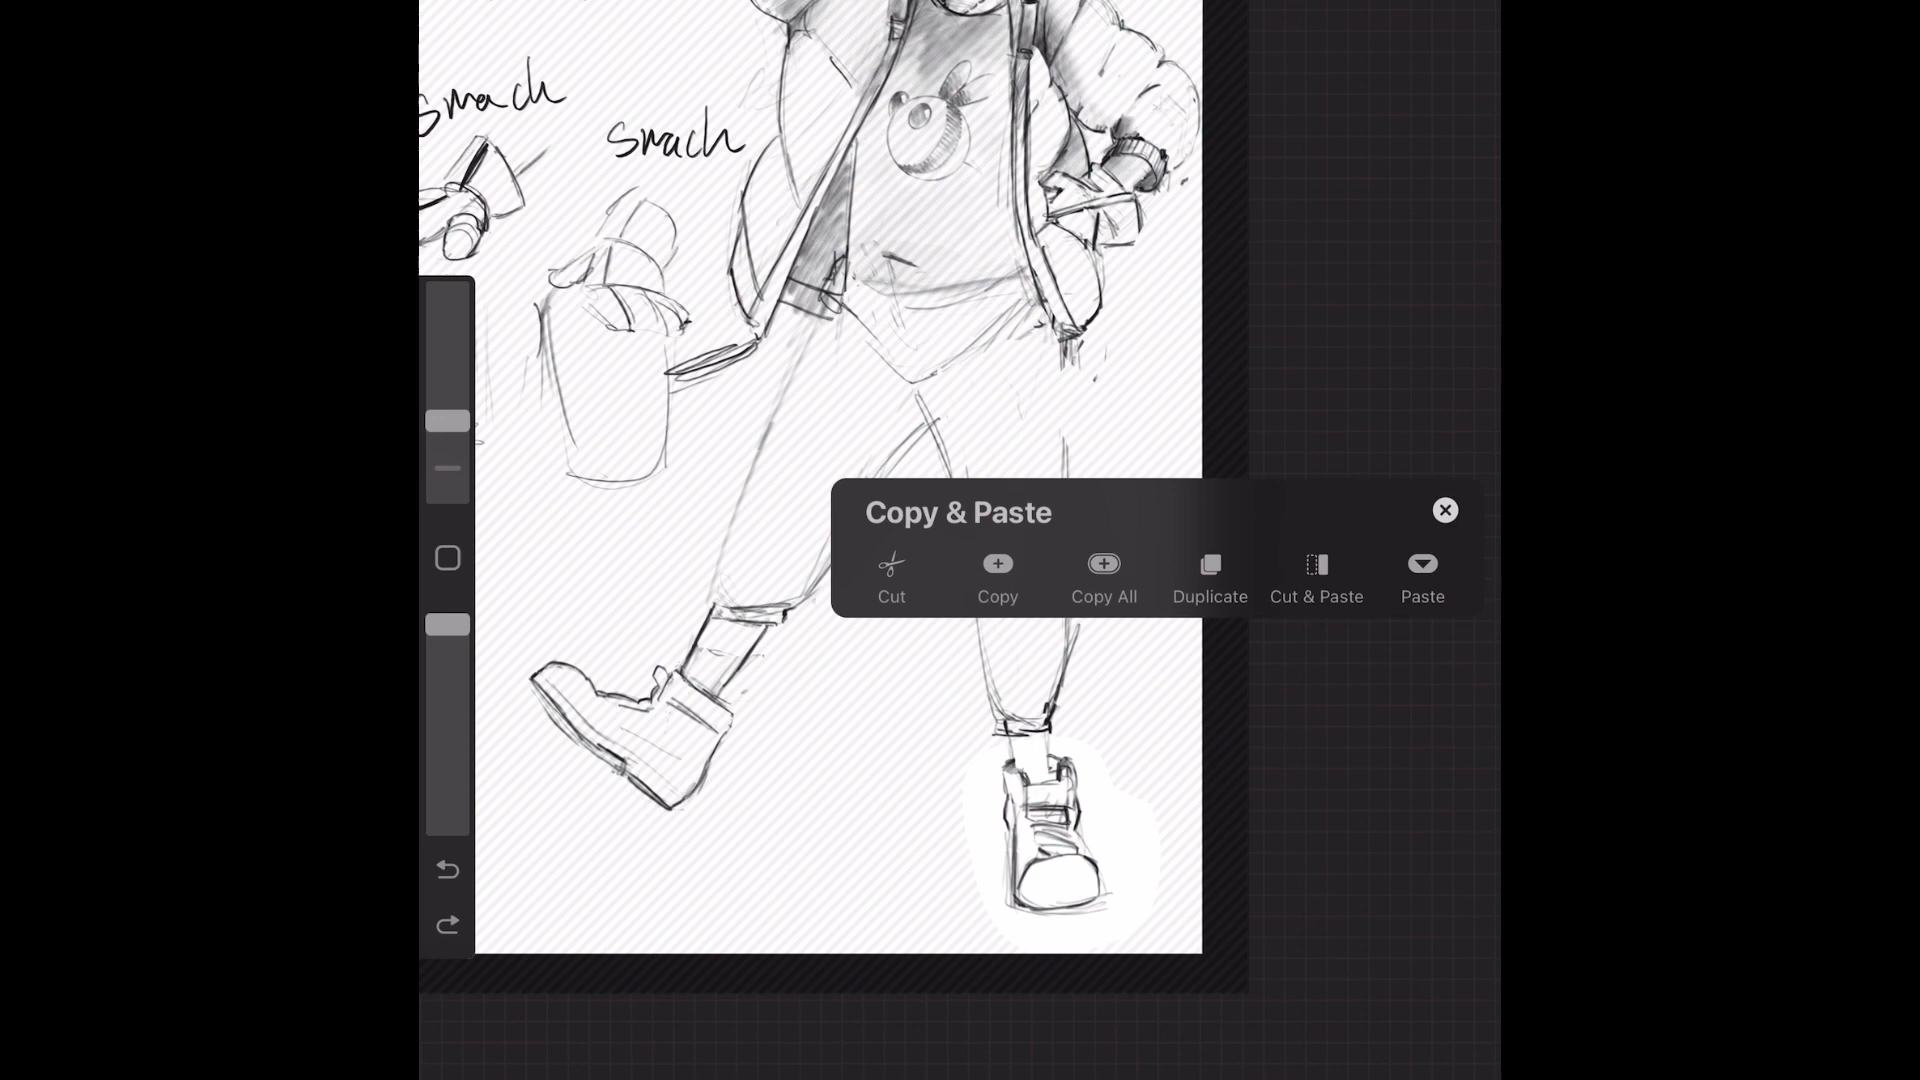 smach
smach
Copy & Paste
Cut
Copy
Copy All
Duplicate
Cut & Paste
Paste